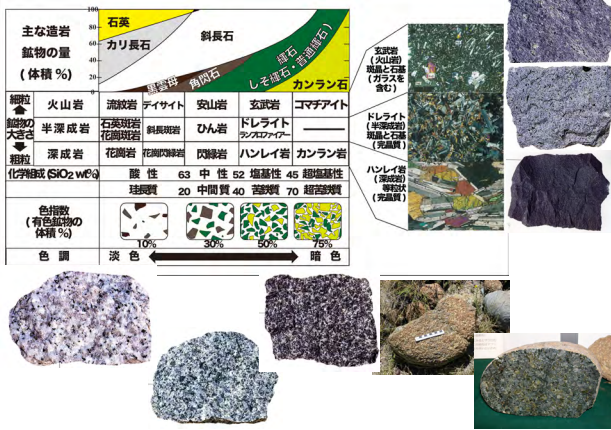 主な造岩
鉱物の量
(体積%)
100
80
60
40
20
0
石英
カリ長石
斜長石
黒雲母
角閃石
輝石
(しそ輝石・普通輝石)
カンラン石
細粒
鉱物の
大きさ
粗粒
火山岩 流紋岩 デイサイト 安山岩 玄武岩 コマチアイト
半深成岩 石英斑岩 花崗斑岩 斜長斑岩 ひん岩 ドレライト ランプロファイアー
深成岩 花崗岩 花崗閃緑岩 閃緑岩 ハンレイ岩 カンラン岩
化学組成(SiO2 wt%) 酸性 63 中性 52 塩基性 45 超塩基性
珪長質 20 中間質 40 苦鉄質 70 超苦鉄質
色指数
(有色鉱物の
体積%)
10% 30% 50% 75%
色調 淡色 暗色
玄武岩
(火山岩)
斑晶と石基
(ガラスを
含む)
ドレライト
(半深成岩)
斑晶と石基
(完晶質)
ハンレイ岩
(深成岩)
等粒状
(完晶質)